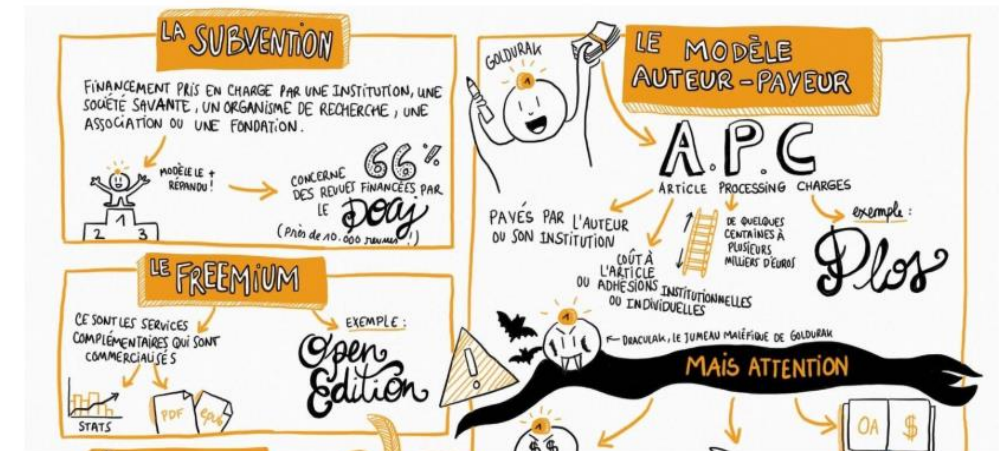 LA SUBVENTION
FINANCEMENT PRIS EN CHARGE PAR UNE INSTITUTION, UNE
SOCIÉTÉ SAVANTE, UN ORGANISME DE RECHERCHE, UNE
ASSOCIATION OU UNE FONDATION.
MODÈLE LE +
RÉPANDU !
1
2
3
CONCERNE 66%
DES REVUES FINANCÉES PAR
LE DOAJ
(Près de 10.000 revues !)
LE FREEMIUM
CE SONT LES SERVICES
COMPLÉMENTAIRES QUI SONT
COMMERCIALISÉS
STATS
PDF
epub
EXEMPLE :
Open
Edition
GOLDURAK
LE MODÈLE
AUTEUR-PAYEUR
A.P.C
ARTICLE PROCESSING CHARGES
PAYÉS PAR L'AUTEUR
OU SON INSTITUTION
COÛT À
L'ARTICLE
OU ADHÉSIONS INSTITUTIONNELLES
OU INDIVIDUELLES
DE QUELQUES
CENTAINES À
PLUSIEURS
MILLIERS D'EUROS
exemple :
Plos
DRACULAK, LE JUMEAU MALÉFIQUE DE GOLDURAK
!
MAIS ATTENTION
$ $
OA $